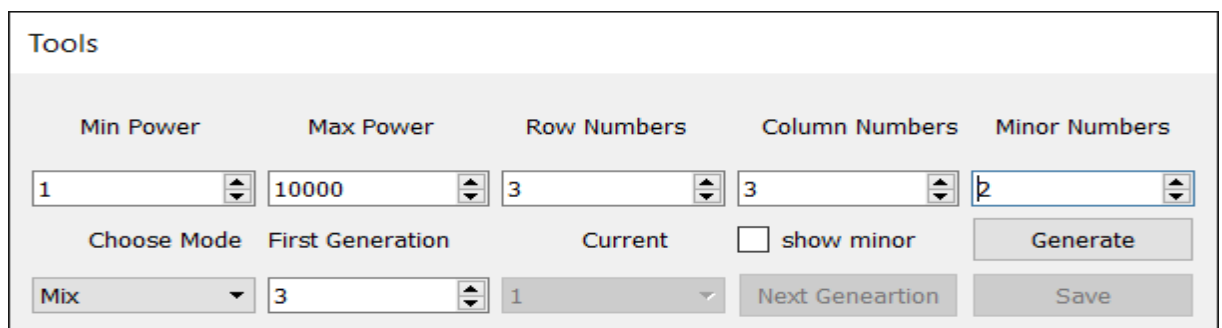 Tools
Min Power Max Power Row Numbers Column Numbers Minor Numbers
1 10000 3 3 2
Choose Mode First Generation Current show minor Generate
Mix 3 1 Next Geneartion Save